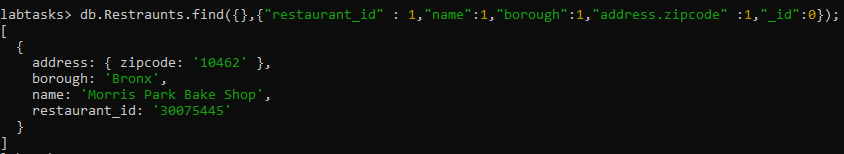 labtasks> db.Restraunts.find({},{"restaurant_id" : 1,"name":1,"borough":1,"address.zipcode" :1,"_id":0});
[
  {
    address: { zipcode: '10462' },
    borough: 'Bronx',
    name: 'Morris Park Bake Shop',
    restaurant_id: '30075445'
  }
]